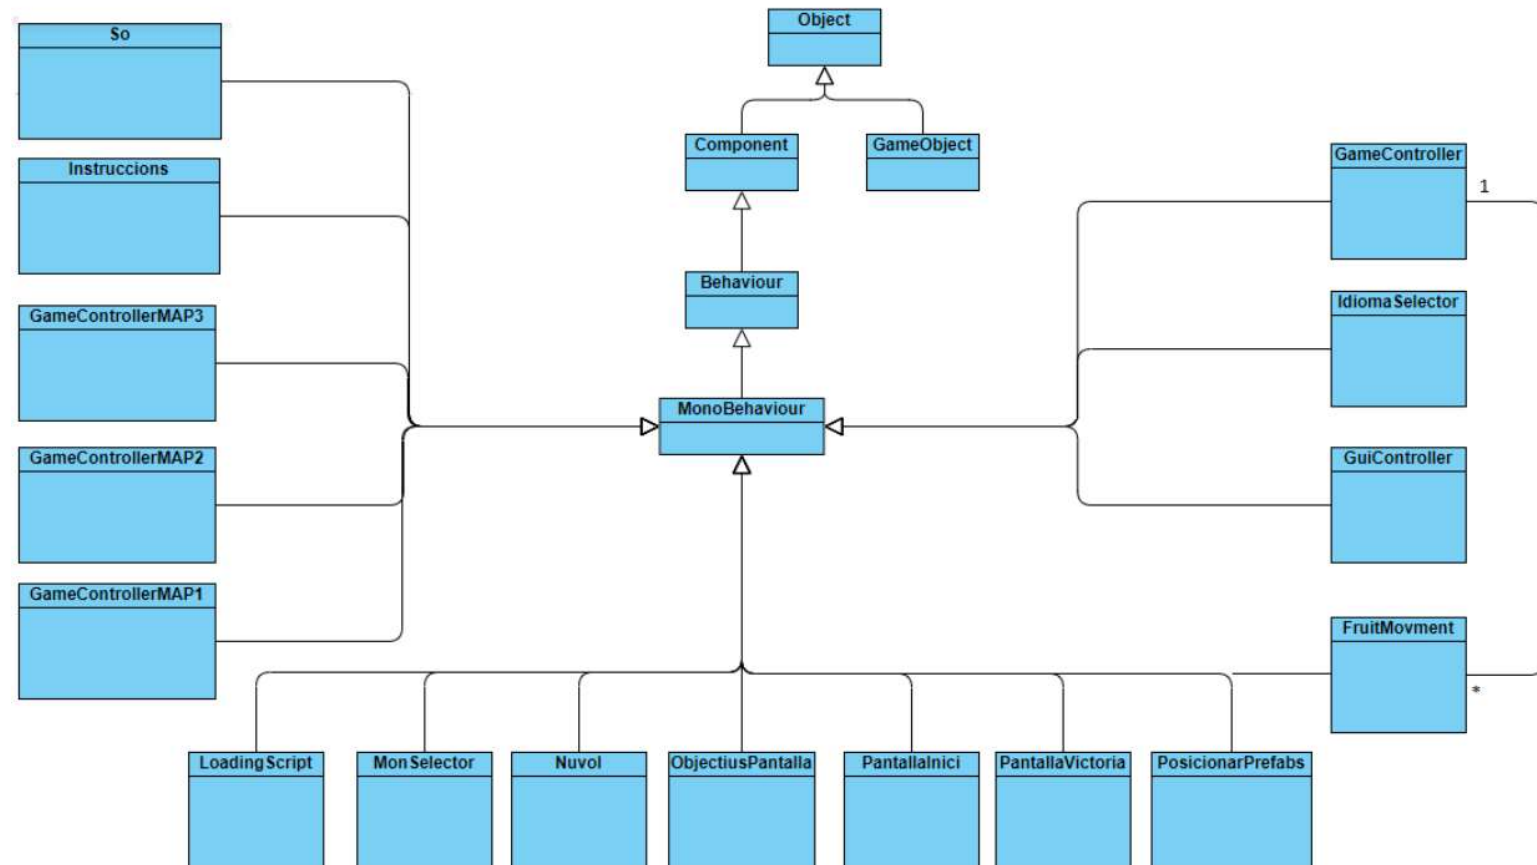 Object
So
Component
GameObject
GameController
1
Instruccions
Behaviour
IdiomaSelector
GameControllerMAP3
MonoBehaviour
GameControllerMAP2
GuiController
GameControllerMAP1
FruitMovment
*
LoadingScript
MonSelector
Nuvol
ObjectiusPantalla
PantallaInici
PantallaVictoria
PosicionarPrefabs